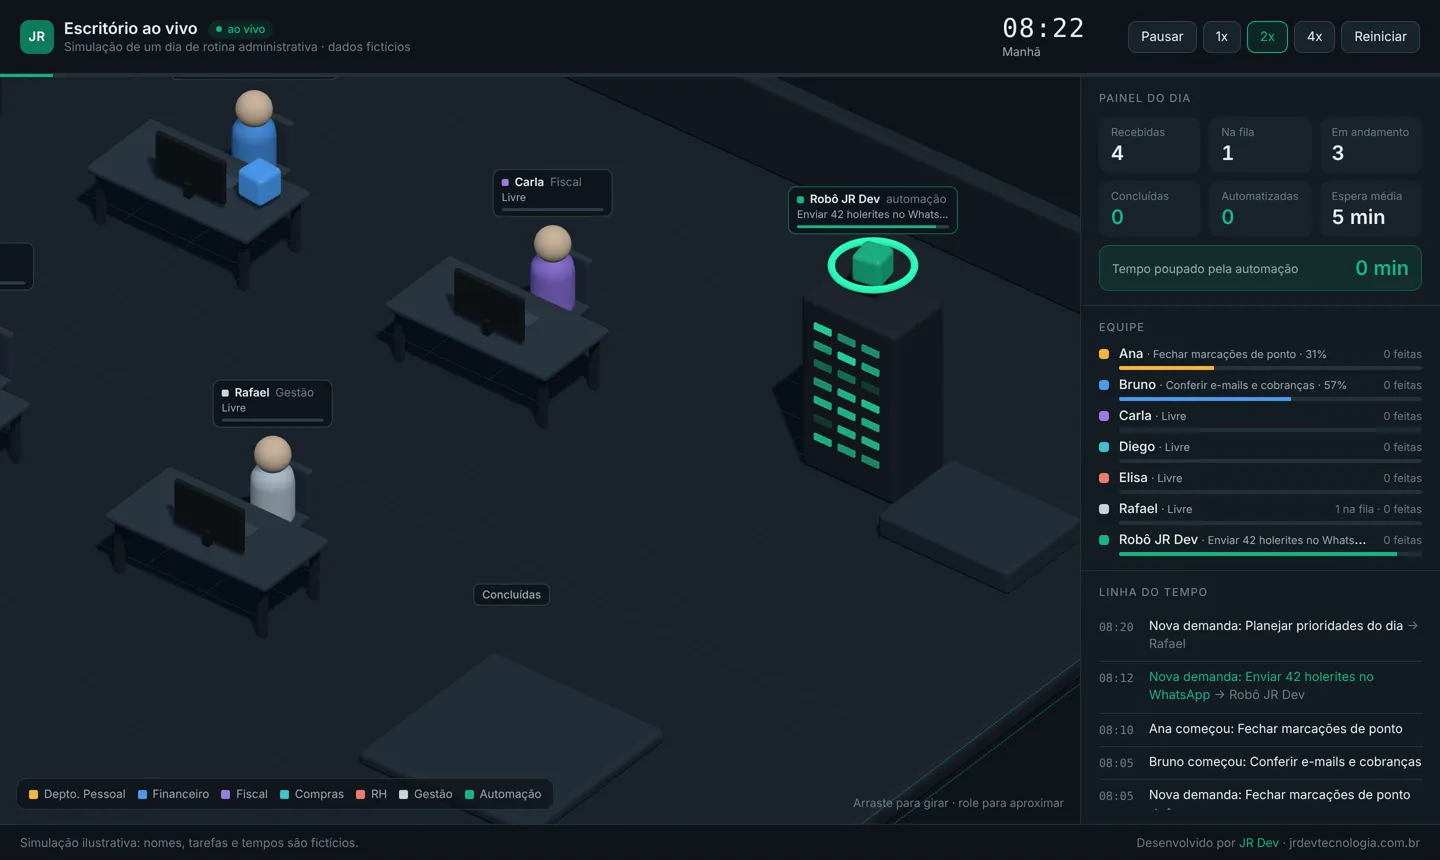 JR
Escritório ao vivo
ao vivo
Simulação de um dia de rotina administrativa · dados fictícios
08:22
Manhã
Pausar
1x
2x
4x
Reiniciar
Carla Fiscal
Livre
Robô JR Dev automação
Enviar 42 holerites no Whats...
Rafael Gestão
Livre
Concluídas
Depto. Pessoal
Financeiro
Fiscal
Compras
RH
Gestão
Automação
Arraste para girar · role para aproximar
PAINEL DO DIA
Recebidas
4
Na fila
1
Em andamento
3
Concluídas
0
Automatizadas
0
Espera média
5 min
Tempo poupado pela automação
0 min
EQUIPE
Ana · Fechar marcações de ponto · 31% 0 feitas
Bruno · Conferir e-mails e cobranças · 57% 0 feitas
Carla · Livre 0 feitas
Diego · Livre 0 feitas
Elisa · Livre 0 feitas
Rafael · Livre 1 na fila · 0 feitas
Robô JR Dev · Enviar 42 holerites no Whats... 0 feitas
LINHA DO TEMPO
08:20 Nova demanda: Planejar prioridades do dia →
Rafael
08:12 Nova demanda: Enviar 42 holerites no
WhatsApp → Robô JR Dev
08:10 Ana começou: Fechar marcações de ponto
08:05 Bruno começou: Conferir e-mails e cobranças
08:05 Nova demanda: Fechar marcações de ponto
Simulação ilustrativa: nomes, tarefas e tempos são fictícios.
Desenvolvido por JR Dev · jrdevtecnologia.com.br